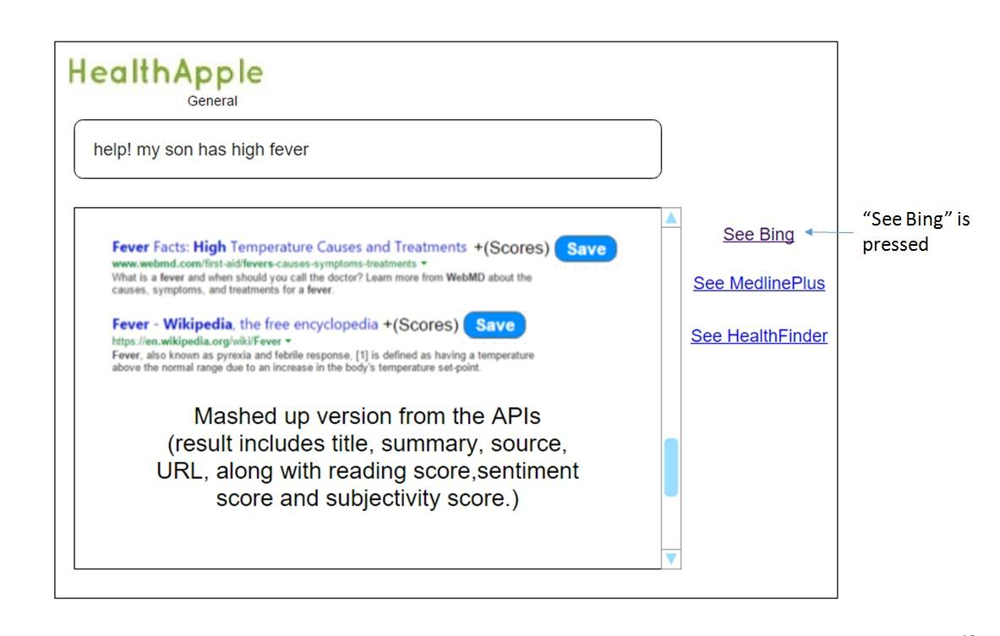 HealthApple
General
help! my son has high fever
Fever Facts: High Temperature Causes and Treatments +(Scores) Save
www.webmd.com/first-aid/fevers-causes-symptoms-treatments
What is a fever and when should you call the doctor? Learn more from WebMD about the
causes, symptoms, and treatments for a fever.
Fever - Wikipedia, the free encyclopedia +(Scores) Save
https://en.wikipedia.org/wiki/Fever
Fever, also known as pyrexia and febrile response, [1] is defined as having a temperature
above the normal range due to an increase in the body's temperature set-point.
Mashed up version from the APIs
(result includes title, summary, source,
URL, along with reading score,sentiment
score and subjectivity score.)
See Bing
See MedlinePlus
See HealthFinder
“See Bing” is
pressed